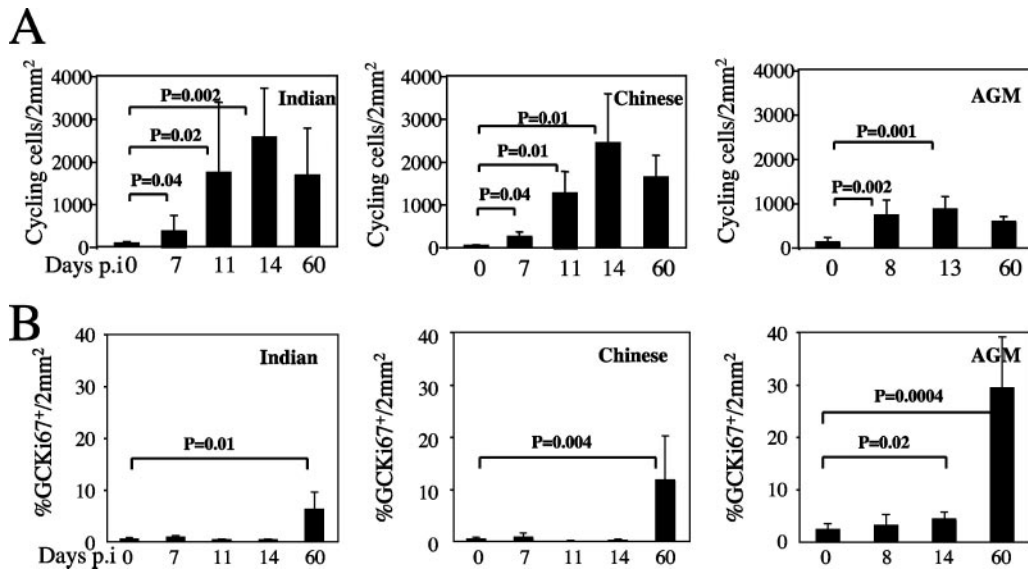 A
Cycling cells/2mm²
4000
3000
2000
1000
0
P=0.002
P=0.02
P=0.04
Indian
Days p.i 0 7 11 14 60
Cycling cells/2mm²
4000
3000
2000
1000
0
P=0.01
P=0.01
P=0.04
Chinese
0 7 11 14 60
Cycling cells/2mm²
4000
3000
2000
1000
0
P=0.001
P=0.002
AGM
0 8 13 60
B
%GCKi67⁺/2mm²
40
30
20
10
0
Indian
P=0.01
Days p.i 0 7 11 14 60
%GCKi67⁺/2mm²
40
30
20
10
0
Chinese
P=0.004
0 7 11 14 60
%GCKi67⁺/2mm²
40
30
20
10
0
AGM
P=0.0004
P=0.02
0 8 14 60